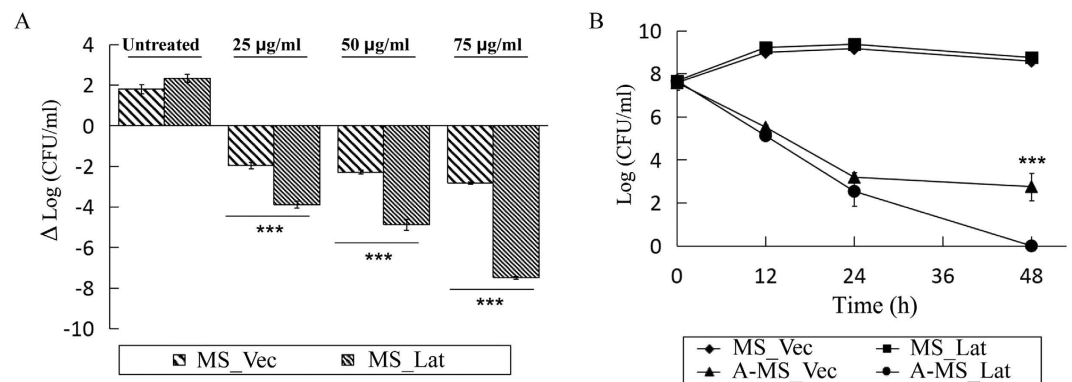 A
Untreated 25 µg/ml 50 µg/ml 75 µg/ml
4
2
0
-2
-4
-6
-8
-10
Δ Log (CFU/ml)
***
***
***
MS_Vec MS_Lat
B
10
8
6
4
2
0
Log (CFU/ml)
***
0 12 24 36 48
Time (h)
MS_Vec MS_Lat
A-MS_Vec A-MS_Lat